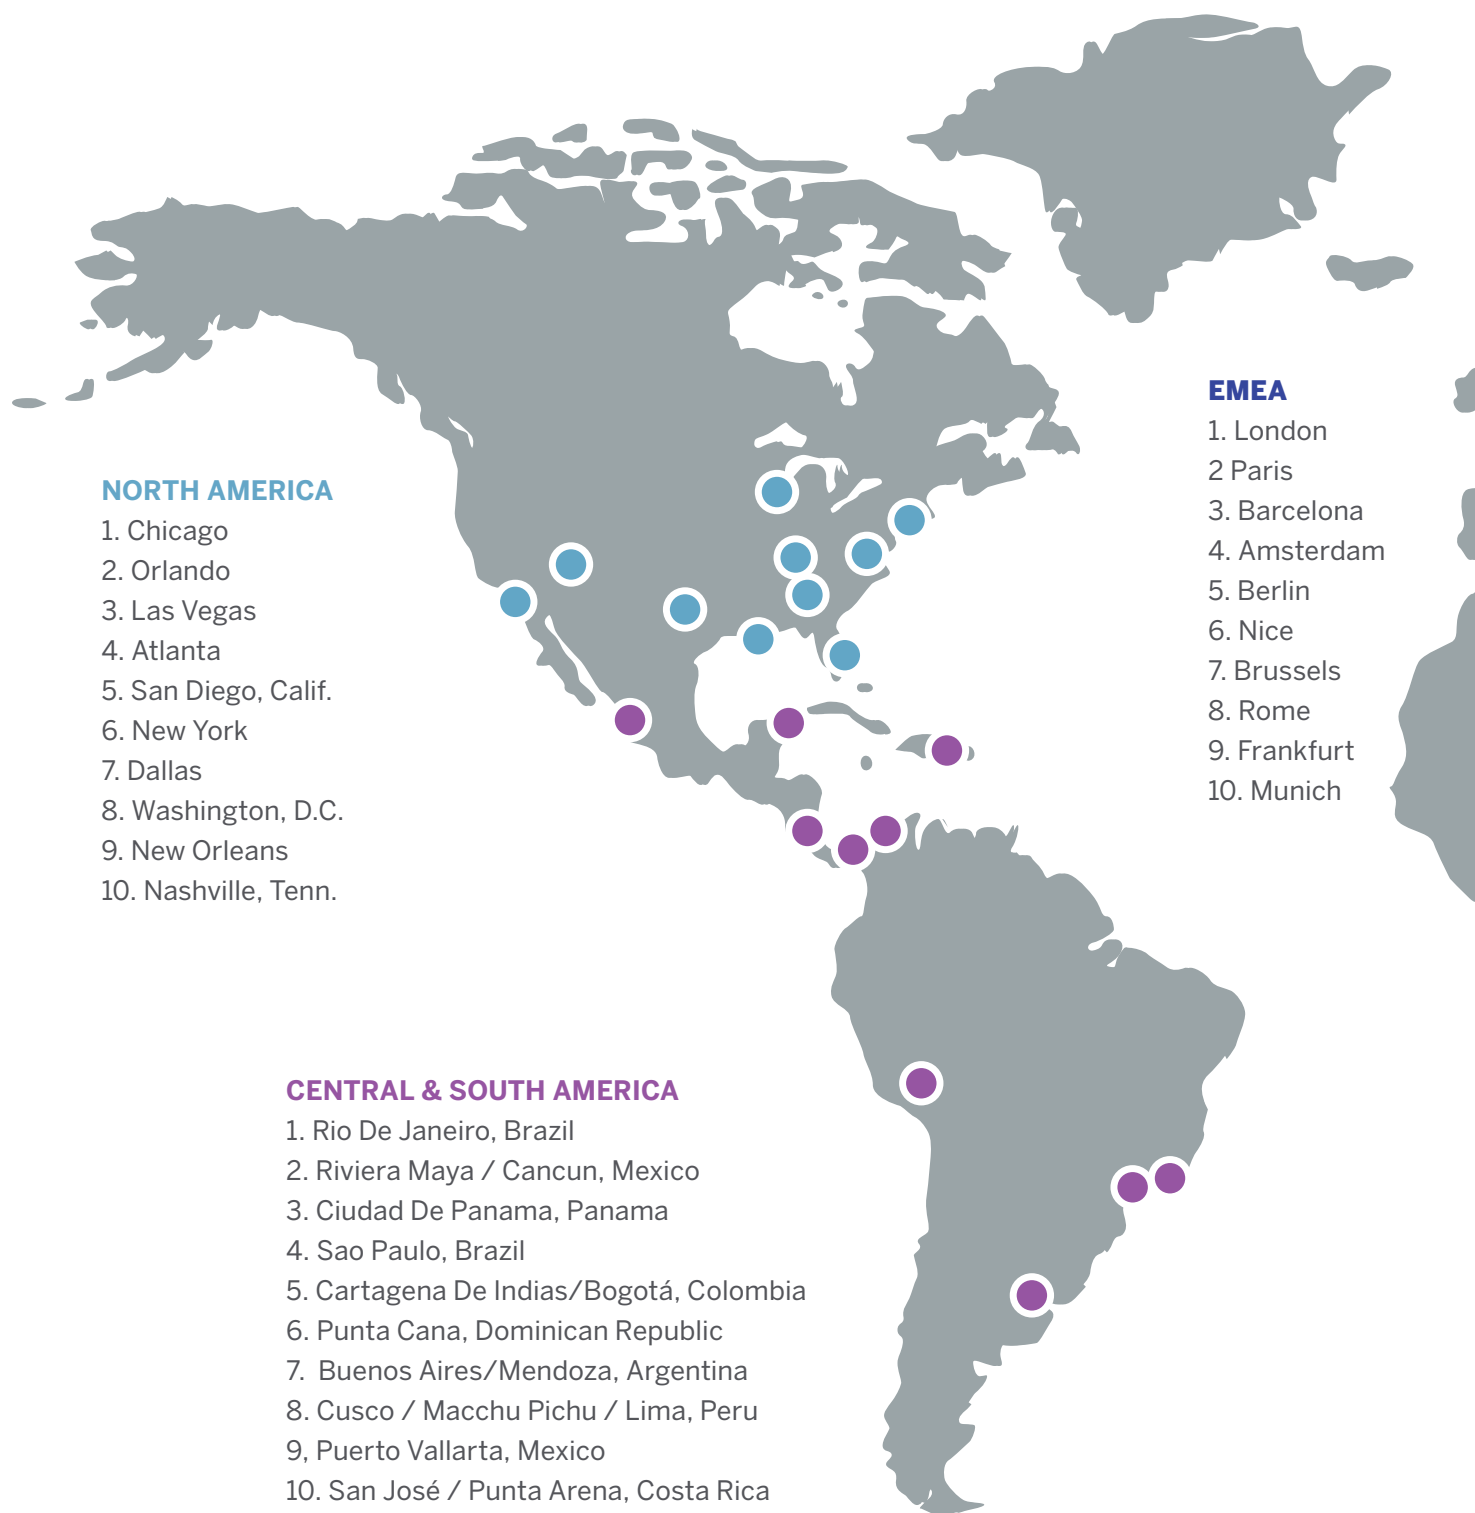 EMEA
1. London
2 Paris
3. Barcelona
4. Amsterdam
5. Berlin
6. Nice
7. Brussels
8. Rome
9. Frankfurt
10. Munich
NORTH AMERICA
1. Chicago
2. Orlando
3. Las Vegas
4. Atlanta
5. San Diego, Calif.
6. New York
7. Dallas
8. Washington, D.C.
9. New Orleans
10. Nashville, Tenn.
CENTRAL & SOUTH AMERICA
1. Rio De Janeiro, Brazil
2. Riviera Maya / Cancun, Mexico
3. Ciudad De Panama, Panama
4. Sao Paulo, Brazil
5. Cartagena De Indias/Bogotá, Colombia
6. Punta Cana, Dominican Republic
7. Buenos Aires/Mendoza, Argentina
8. Cusco / Macchu Pichu / Lima, Peru
9, Puerto Vallarta, Mexico
10. San José / Punta Arena, Costa Rica